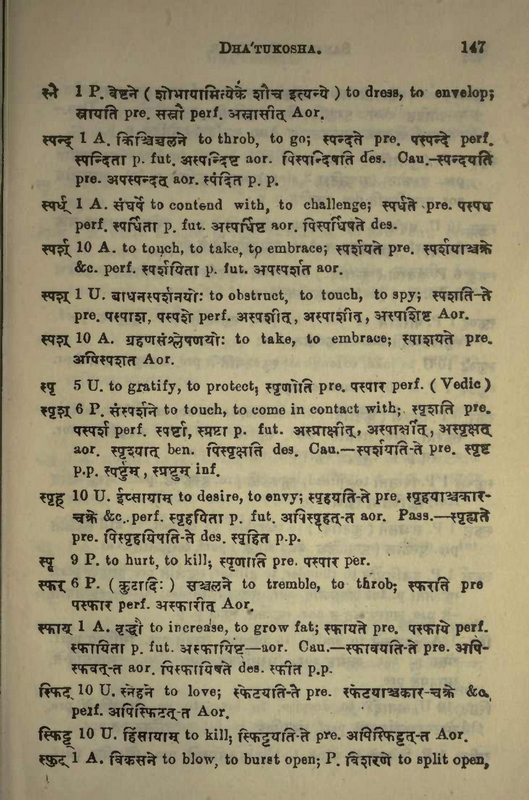 DHA'TUKOSHA. 147
स्नै 1 P. वेष्टने ( शोभायामित्येके शौच इत्यन्ये ) to dress, to envelop;
स्नायति pre. सस्नौ perf. अस्नासीत् Aor.
स्पन्द् 1 A. किञ्चिच्चलने to throb, to go; स्पन्दते pre. पस्पन्दे perf.
स्पन्दिता p. fut. अस्पन्दिष्ट aor. पिस्पन्दिषति des. Cau.—स्पन्दयति
pre. अपस्पन्दत् aor. स्पंदित p. p.
स्पर्ध् 1 A. संघर्षे to contend with, to challenge; स्पर्धते pre. पस्पर्ध
perf. स्पर्धिता p. fut. अस्पर्धिष्ट aor. पिस्पर्धिषते des.
स्पर्श् 10 A. to touch, to take, to embrace; स्पर्शयते pre. स्पर्शयाञ्चक्रे
&c. perf. स्पर्शयिता p. fut. अपस्पर्शत aor.
स्पश् 1 U. बाधनस्पर्शनयोः to obstruct, to touch, to spy; स्पशति-ते
pre. पस्पाश, पस्पशे perf. अस्पशीत्, अस्पाशीत्, अस्पाशिष्ट Aor.
स्पश् 10 A. ग्रहणसंश्लेषणयोः to take, to embrace; स्पाशयते pre.
अपिस्पशत Aor.
स्पृ 5 U. to gratify, to protect, स्पृणोति pre. पस्पार perf. ( Vedic )
स्पृश् 6 P. संस्पर्शने to touch, to come in contact with; स्पृशति pre.
पस्पर्श perf. स्पर्ष्टा, स्प्रष्टा p. fut. अस्प्राक्षीत्, अस्पार्क्षीत्, अस्पृक्षत्
aor. स्पृश्यात् ben. पिस्पृक्षति des. Cau.—स्पर्शयति-ते pre. स्पृष्ट
p.p. स्पर्ष्टुम्, स्प्रष्टुम् inf.
स्पृह् 10 U. ईप्सायाम् to desire, to envy; स्पृहयति-ते pre. स्पृहयाञ्चकार-
चक्रे &c. perf. स्पृहयिता p. fut. अपिस्पृहत्-त aor. Pass.—स्पृह्यते
pre. पिस्पृहयिषति-ते des. स्पृहित p.p.
स्पॄ 9 P. to hurt, to kill; स्पृणाति pre. पस्पार per.
स्फर् 6 P. ( कुटादिः ) सञ्चलने to tremble, to throb; स्फरति pre
पस्फार perf. अस्फारीत् Aor.
स्फाय् 1 A. वृद्धौ to increase, to grow fat; स्फायते pre. पस्फाये perf.
स्फायिता p. fut. अस्फायिष्ट—aor. Cau.—स्फावयति-ते pre. अपि-
स्फवत्-त aor. पिस्फायिषते des. स्फीत p.p.
स्फिट् 10 U. स्नेहने to love; स्फेटयति-ते pre. स्फेटयाञ्चकार-चक्रे &c.
perf. अपिस्फिटत्-त Aor.
स्फिट्ट् 10 U. हिंसायाम् to kill; स्फिट्टयति-ते pre. अपिस्फिट्टत्-त Aor.
स्फुट् 1 A. विकसने to blow, to burst open; P. विशरणे to split open,